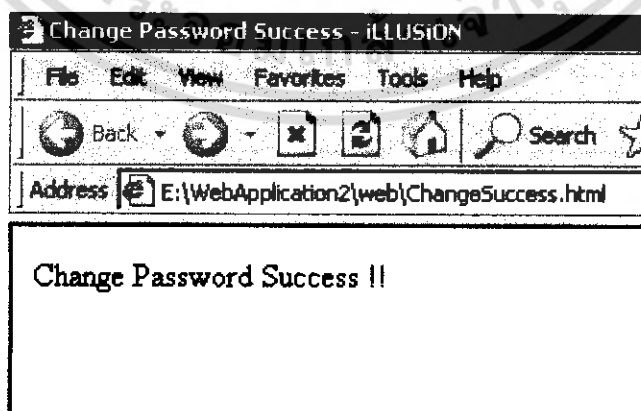 Change Password Success - iLLUSiON
File Edit View Favorites Tools Help
Back Search
Address E:\WebApplication2\web\ChangeSuccess.html
Change Password Success !!